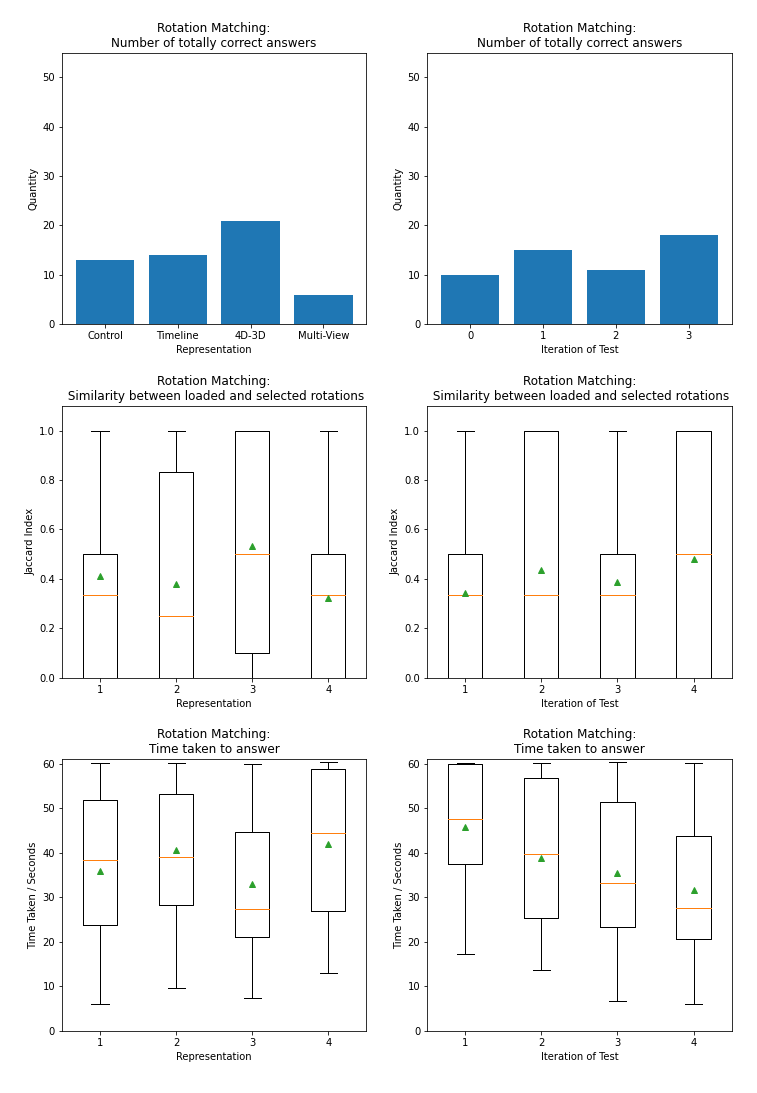 Rotation Matching:
Number of totally correct answers
50
40
30
20
10
0
Quantity
Control Timeline 4D-3D Multi-View
Representation
Rotation Matching:
Number of totally correct answers
50
40
30
20
10
0
Quantity
0 1 2 3
Iteration of Test
Rotation Matching:
Similarity between loaded and selected rotations
1.0
0.8
0.6
0.4
0.2
0.0
Jaccard Index
1 2 3 4
Representation
Rotation Matching:
Similarity between loaded and selected rotations
1.0
0.8
0.6
0.4
0.2
0.0
Jaccard Index
1 2 3 4
Iteration of Test
Rotation Matching:
Time taken to answer
60
50
40
30
20
10
0
Time Taken / Seconds
1 2 3 4
Representation
Rotation Matching:
Time taken to answer
60
50
40
30
20
10
0
Time Taken / Seconds
1 2 3 4
Iteration of Test